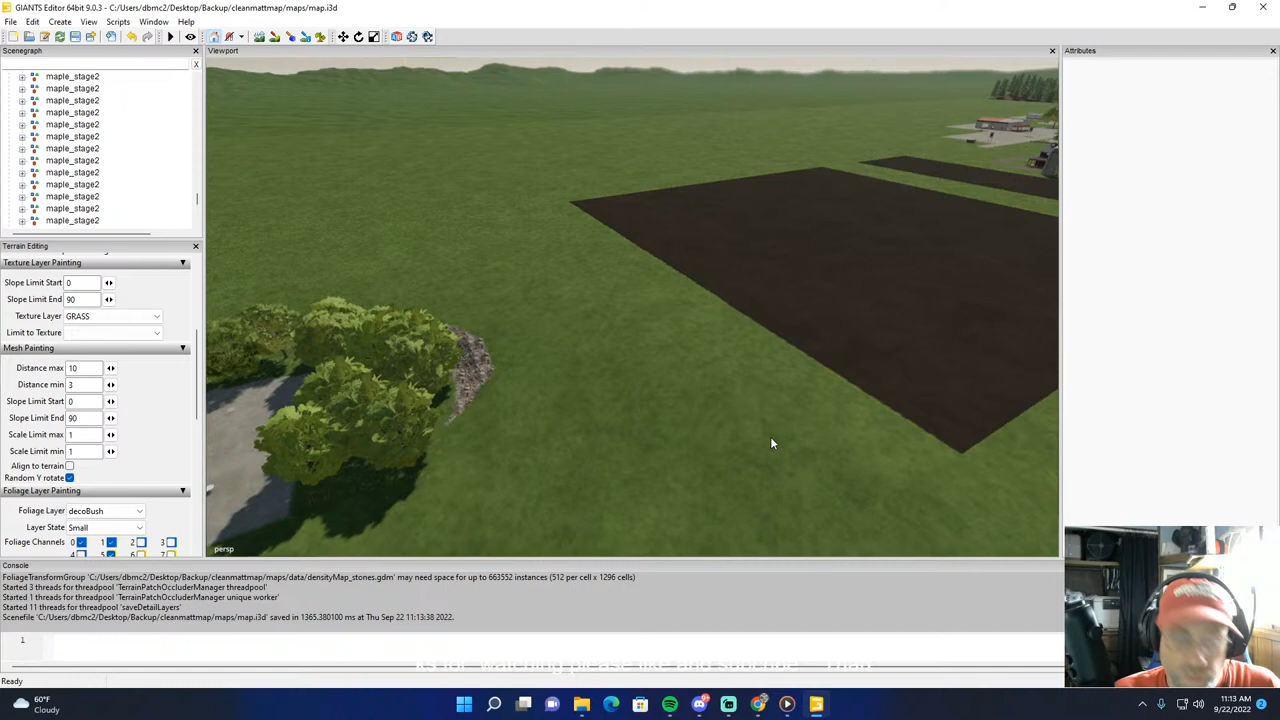 GIANTS Editor 64bit 9.0.3 - C:/Users/dbmc2/Desktop/Backup/cleanmattmap/maps/map.i3d
File Edit Create View Scripts Window Help
Scenegraph
Viewport
Attributes
X
maple_stage2
maple_stage2
maple_stage2
maple_stage2
maple_stage2
maple_stage2
maple_stage2
maple_stage2
maple_stage2
maple_stage2
maple_stage2
maple_stage2
maple_stage2
Terrain Editing
Texture Layer Painting
Slope Limit Start 0
Slope Limit End 90
Texture Layer GRASS
Limit to Texture
Mesh Painting
Distance max 10
Distance min 3
Slope Limit Start 0
Slope Limit End 90
Scale Limit max 1
Scale Limit min 1
Align to terrain
Random Y rotate
Foliage Layer Painting
Foliage Layer decoBush
Layer State Small
Foliage Channels 0 1 2 3
4 5 6 7
persp
Console
FoliageTransformGroup 'C:/Users/dbmc2/Desktop/Backup/cleanmattmap/maps/data/densityMap_stones.gdm' may need space for up to 663552 instances (512 per cell x 1296 cells)
Started 3 threads for threadpool 'TerrainPatchOccluderManager threadpool'
Started 1 threads for threadpool 'TerrainPatchOccluderManager unique worker'
Started 11 threads for threadpool 'saveDetailLayers'
Scenefile 'C:/Users/dbmc2/Desktop/Backup/cleanmattmap/maps/map.i3d' saved in 1365.380100 ms at Thu Sep 22 11:13:38 2022.
1
watching please like and
Ready
60°F
Cloudy
11:13 AM
9/22/2022